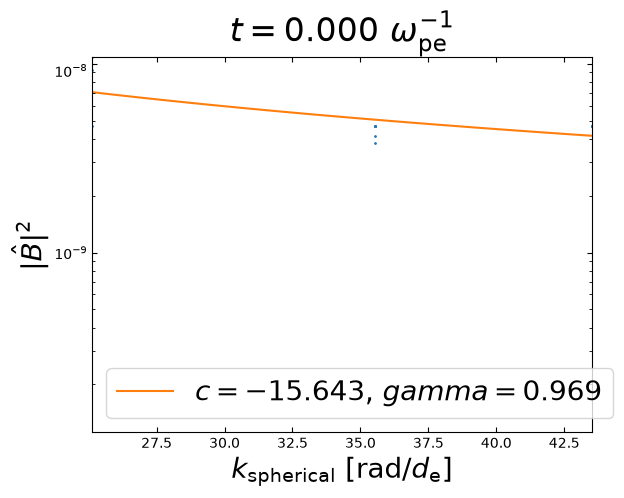 t = 0.000 ω_pe^−1
10^−8
10^−9
|B̂|^2
c = −15.643, gamma = 0.969
27.5 30.0 32.5 35.0 37.5 40.0 42.5
k_spherical [rad/d_e]